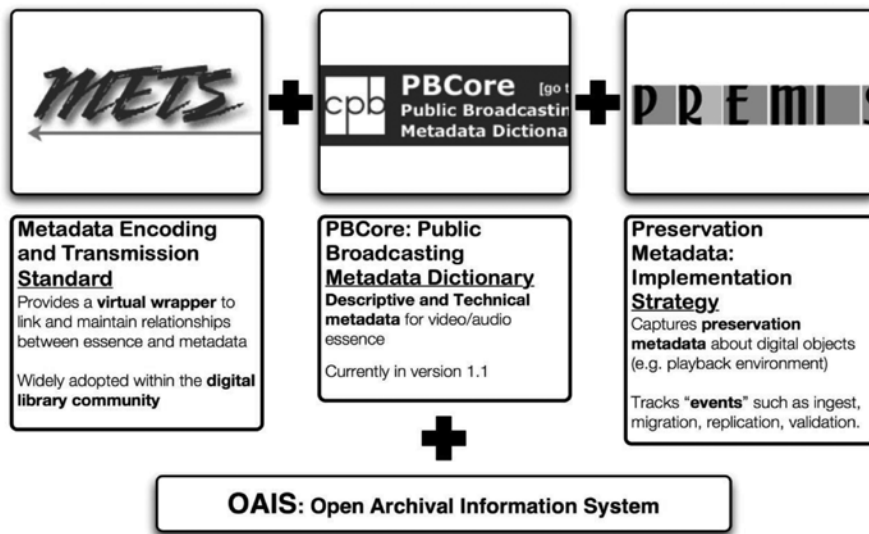 METS
cpb
PBCore [go t
Public Broadcastin
Metadata Dictiona
PREMIS
Metadata Encoding
and Transmission
Standard
Provides a virtual wrapper to
link and maintain relationships
between essence and metadata
Widely adopted within the digital
library community
PBCore: Public
Broadcasting
Metadata Dictionary
Descriptive and Technical
metadata for video/audio
essence
Currently in version 1.1
Preservation
Metadata:
Implementation
Strategy
Captures preservation
metadata about digital objects
(e.g. playback environment)
Tracks “events” such as ingest,
migration, replication, validation.
OAIS: Open Archival Information System